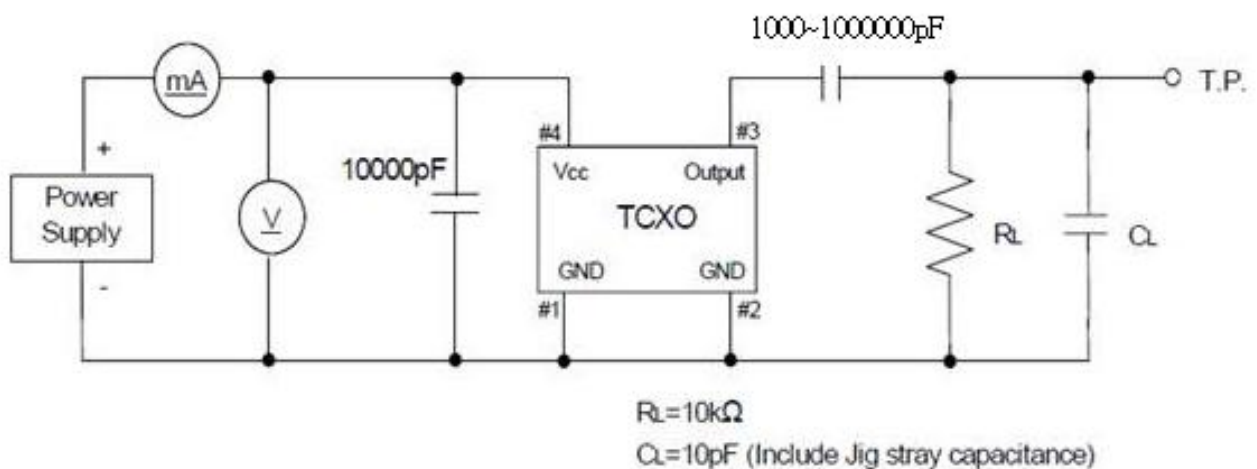 1000~1000000pF
mA
T.P.
#4
#3
+
10000pF
Vcc
Output
Power
Supply
V
TCXO
RL
CL
GND
GND
-
#1
#2
RL=10kΩ
CL=10pF (Include Jig stray capacitance)